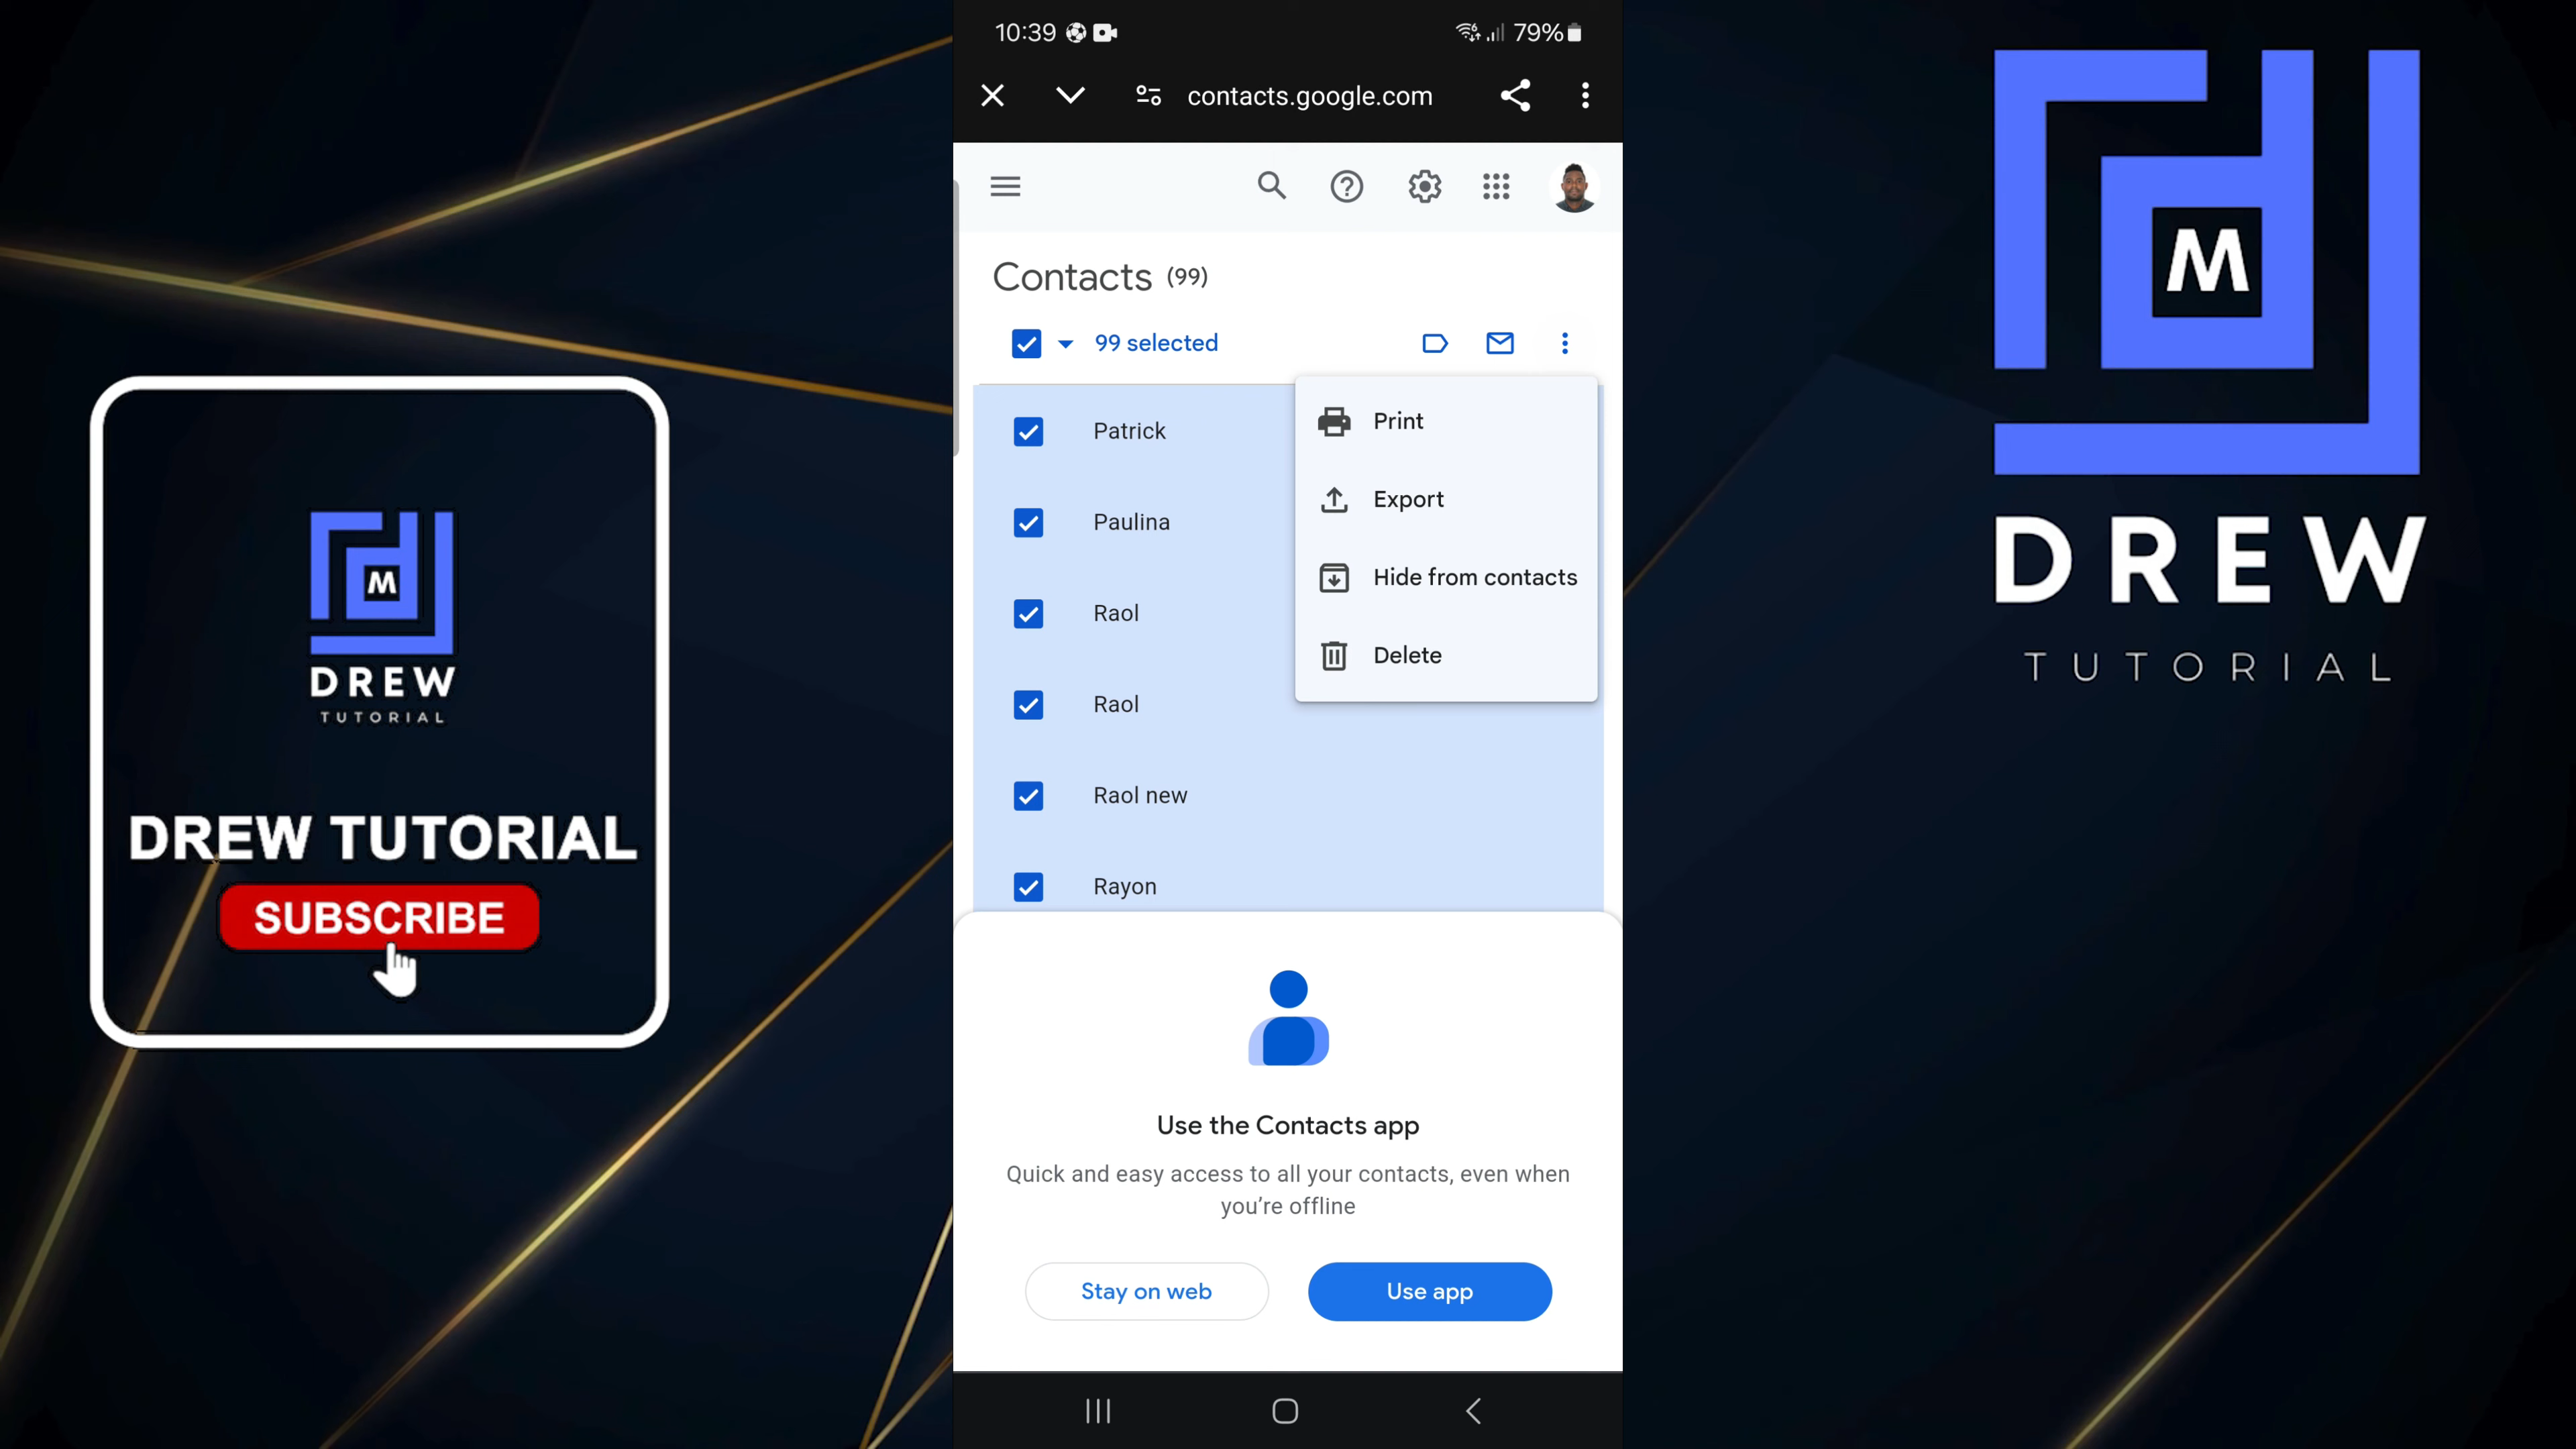 M
DREW
TUTORIAL
DREW TUTORIAL
SUBSCRIBE
10:39
79%
contacts.google.com
Contacts (99)
99 selected
Patrick
Paulina
Raol
Raol
Raol new
Rayon
Print
Export
Hide from contacts
Delete
Use the Contacts app
Quick and easy access to all your contacts, even when
you're offline
Stay on web
Use app
M
DREW
TUTORIAL